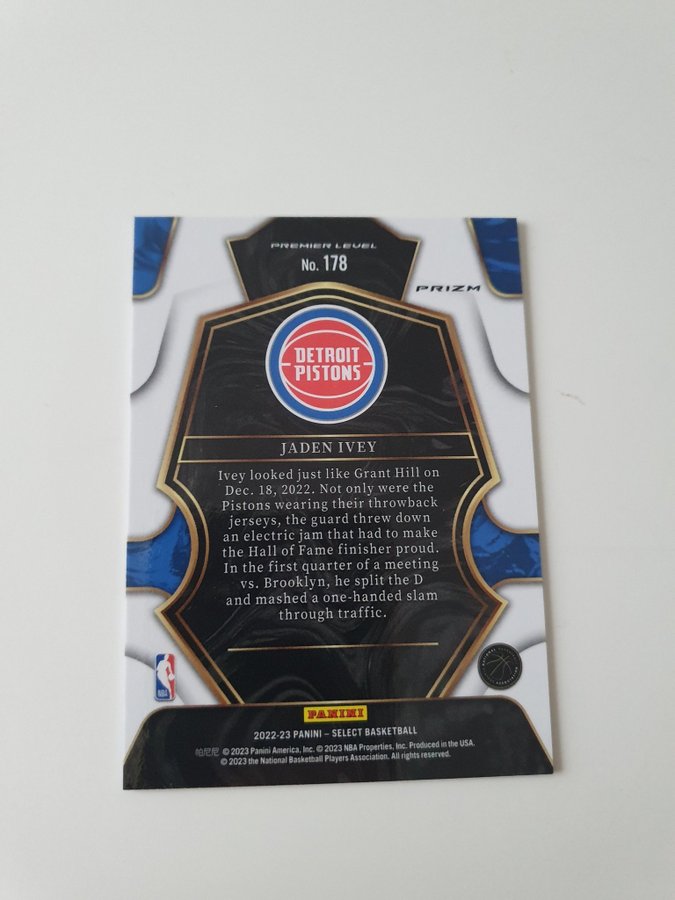 PREMIER LEVEL
No. 178
PRIZM
DETROIT
PISTONS
JADEN IVEY
Ivey looked just like Grant Hill on
Dec. 18, 2022. Not only were the
Pistons wearing their throwback
jerseys, the guard threw down
an electric jam that had to make
the Hall of Fame finisher proud.
In the first quarter of a meeting
vs. Brooklyn, he split the D
and mashed a one-handed slam
through traffic.
NBA
PANINI
2022-23 PANINI – SELECT BASKETBALL
帕尼尼 © 2023 Panini America, Inc. © 2023 NBA Properties, Inc. Produced in the USA.
© 2023 the National Basketball Players Association. All rights reserved.